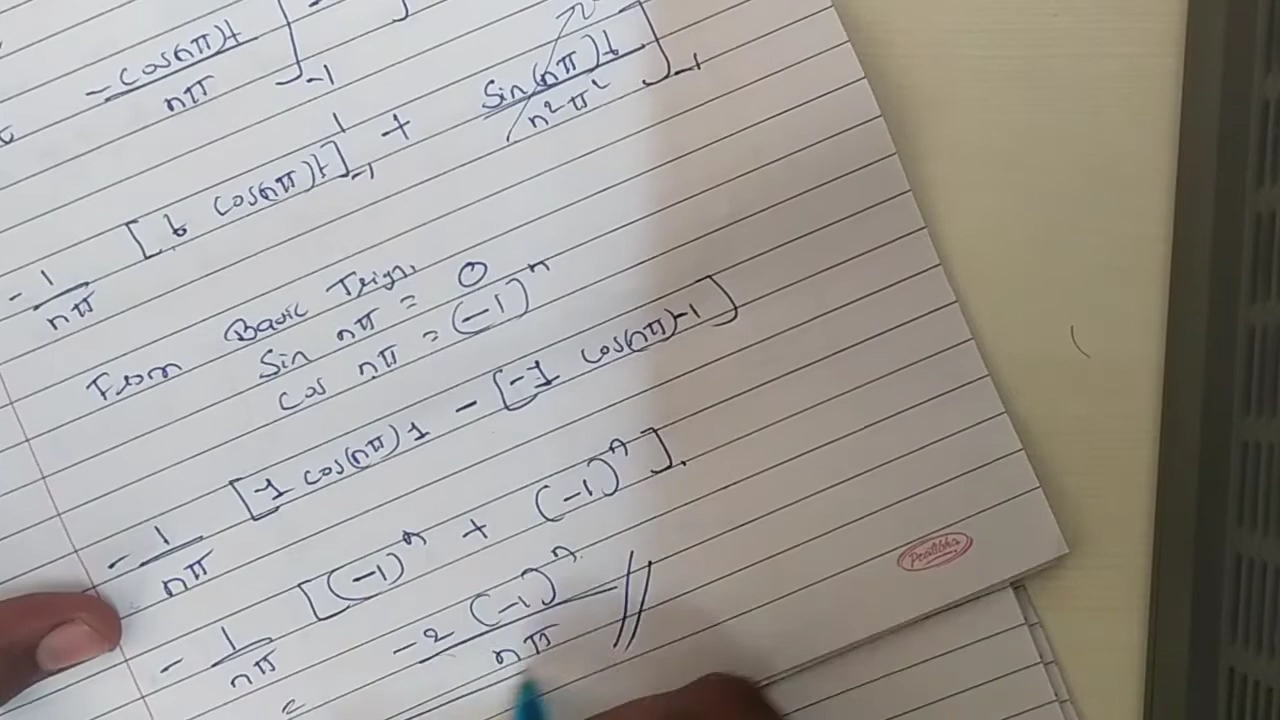 -cos(nπ)t / nπ ]₋₁
Sin(nπ)t / n²π² ]₋₁
- 1/nπ [t cos(nπ)t]¹₋₁ +
From Basic Trign.
Sin nπ = 0
cos nπ = (-1)ⁿ
- 1/nπ [1 cos(nπ)1 - [-1 cos(nπ)-1]
- 1/nπ [(-1)ⁿ + (-1)ⁿ].
= -2(-1)ⁿ / nπ //
Pratibha